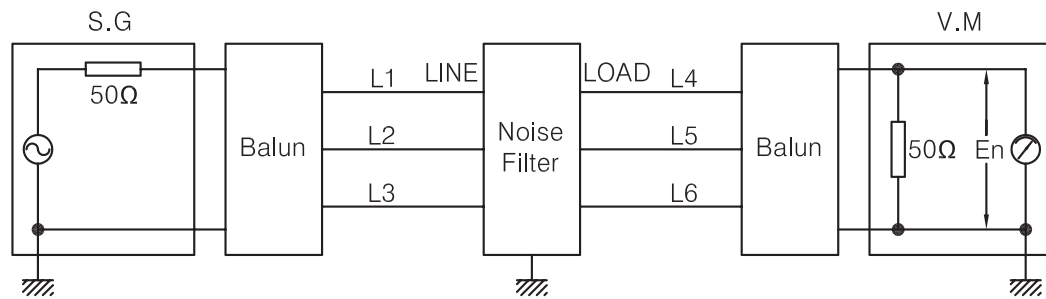 S.G
V.M
50Ω
L1
LINE
LOAD
L4
Balun
L2
Noise
Filter
L5
Balun
50Ω
En
L3
L6